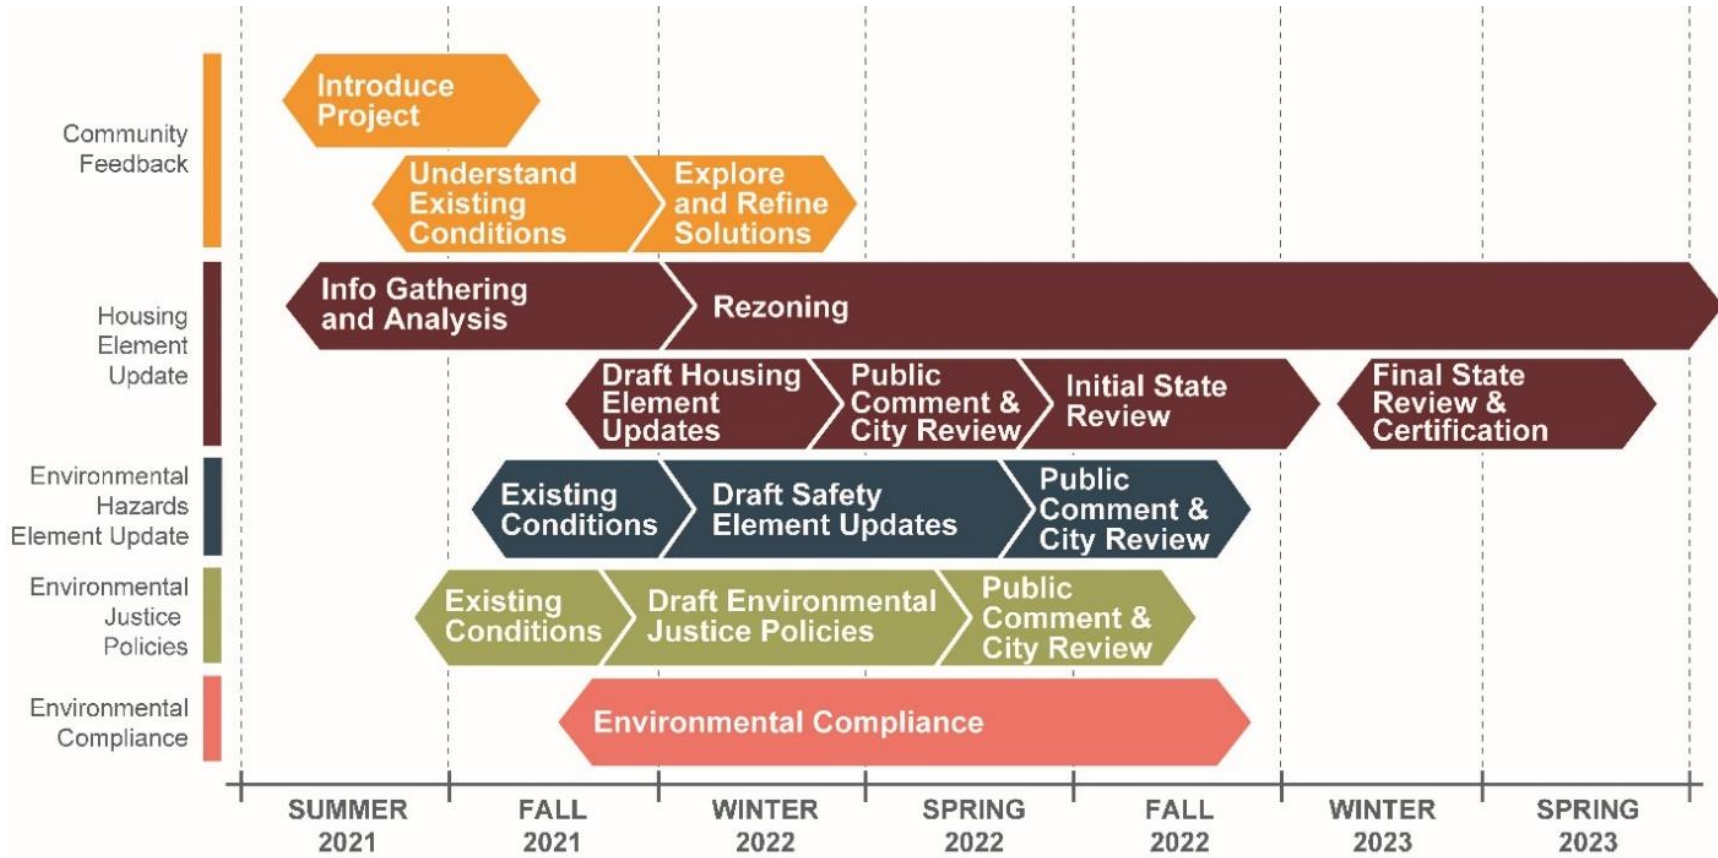 Community
Feedback
Introduce
Project
Understand
Existing
Conditions
Explore
and Refine
Solutions
Housing
Element
Update
Info Gathering
and Analysis
Rezoning
Draft Housing
Element
Updates
Public
Comment &
City Review
Initial State
Review
Final State
Review &
Certification
Environmental
Hazards
Element Update
Existing
Conditions
Draft Safety
Element Updates
Public
Comment &
City Review
Environmental
Justice
Policies
Existing
Conditions
Draft Environmental
Justice Policies
Public
Comment &
City Review
Environmental
Compliance
Environmental Compliance
SUMMER
2021
FALL
2021
WINTER
2022
SPRING
2022
FALL
2022
WINTER
2023
SPRING
2023